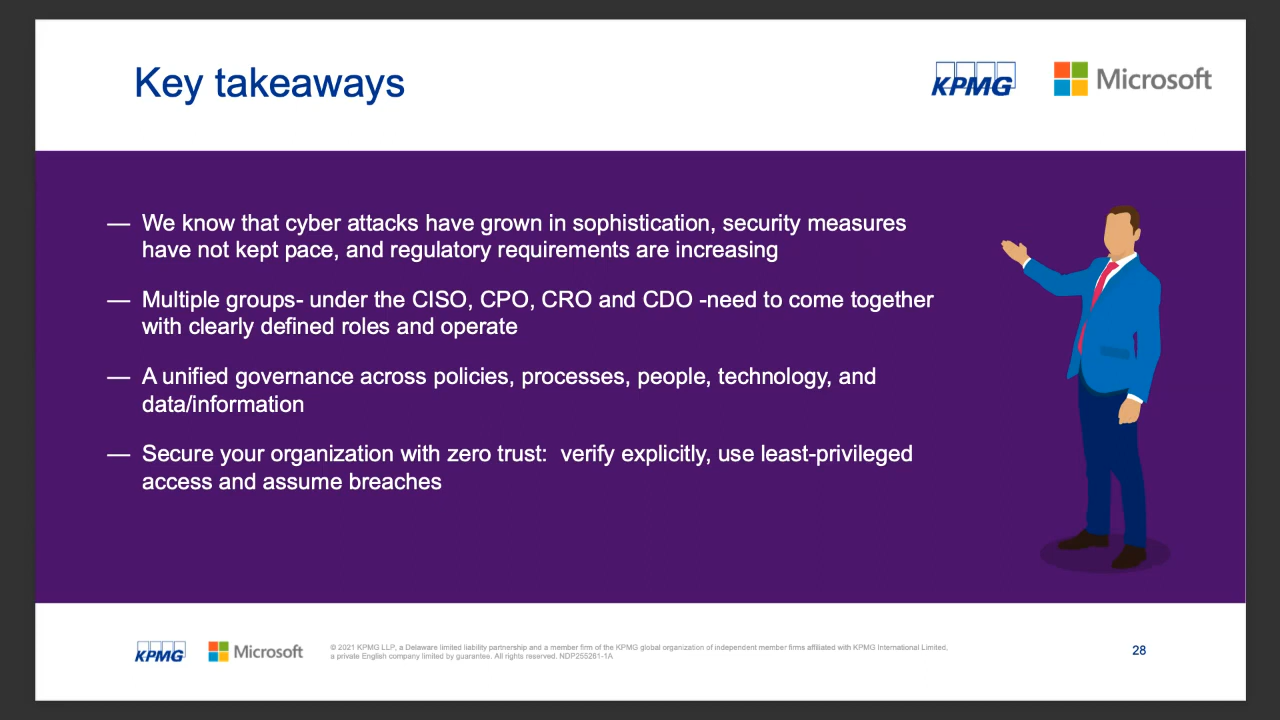 Key takeaways
KPMG
Microsoft
— We know that cyber attacks have grown in sophistication, security measures
have not kept pace, and regulatory requirements are increasing
— Multiple groups- under the CISO, CPO, CRO and CDO -need to come together
with clearly defined roles and operate
— A unified governance across policies, processes, people, technology, and
data/information
— Secure your organization with zero trust:  verify explicitly, use least-privileged
access and assume breaches
KPMG
Microsoft
© 2021 KPMG LLP, a Delaware limited liability partnership and a member firm of the KPMG global organization of independent member firms affiliated with KPMG International Limited,
a private English company limited by guarantee. All rights reserved. NDP255261-1A
28